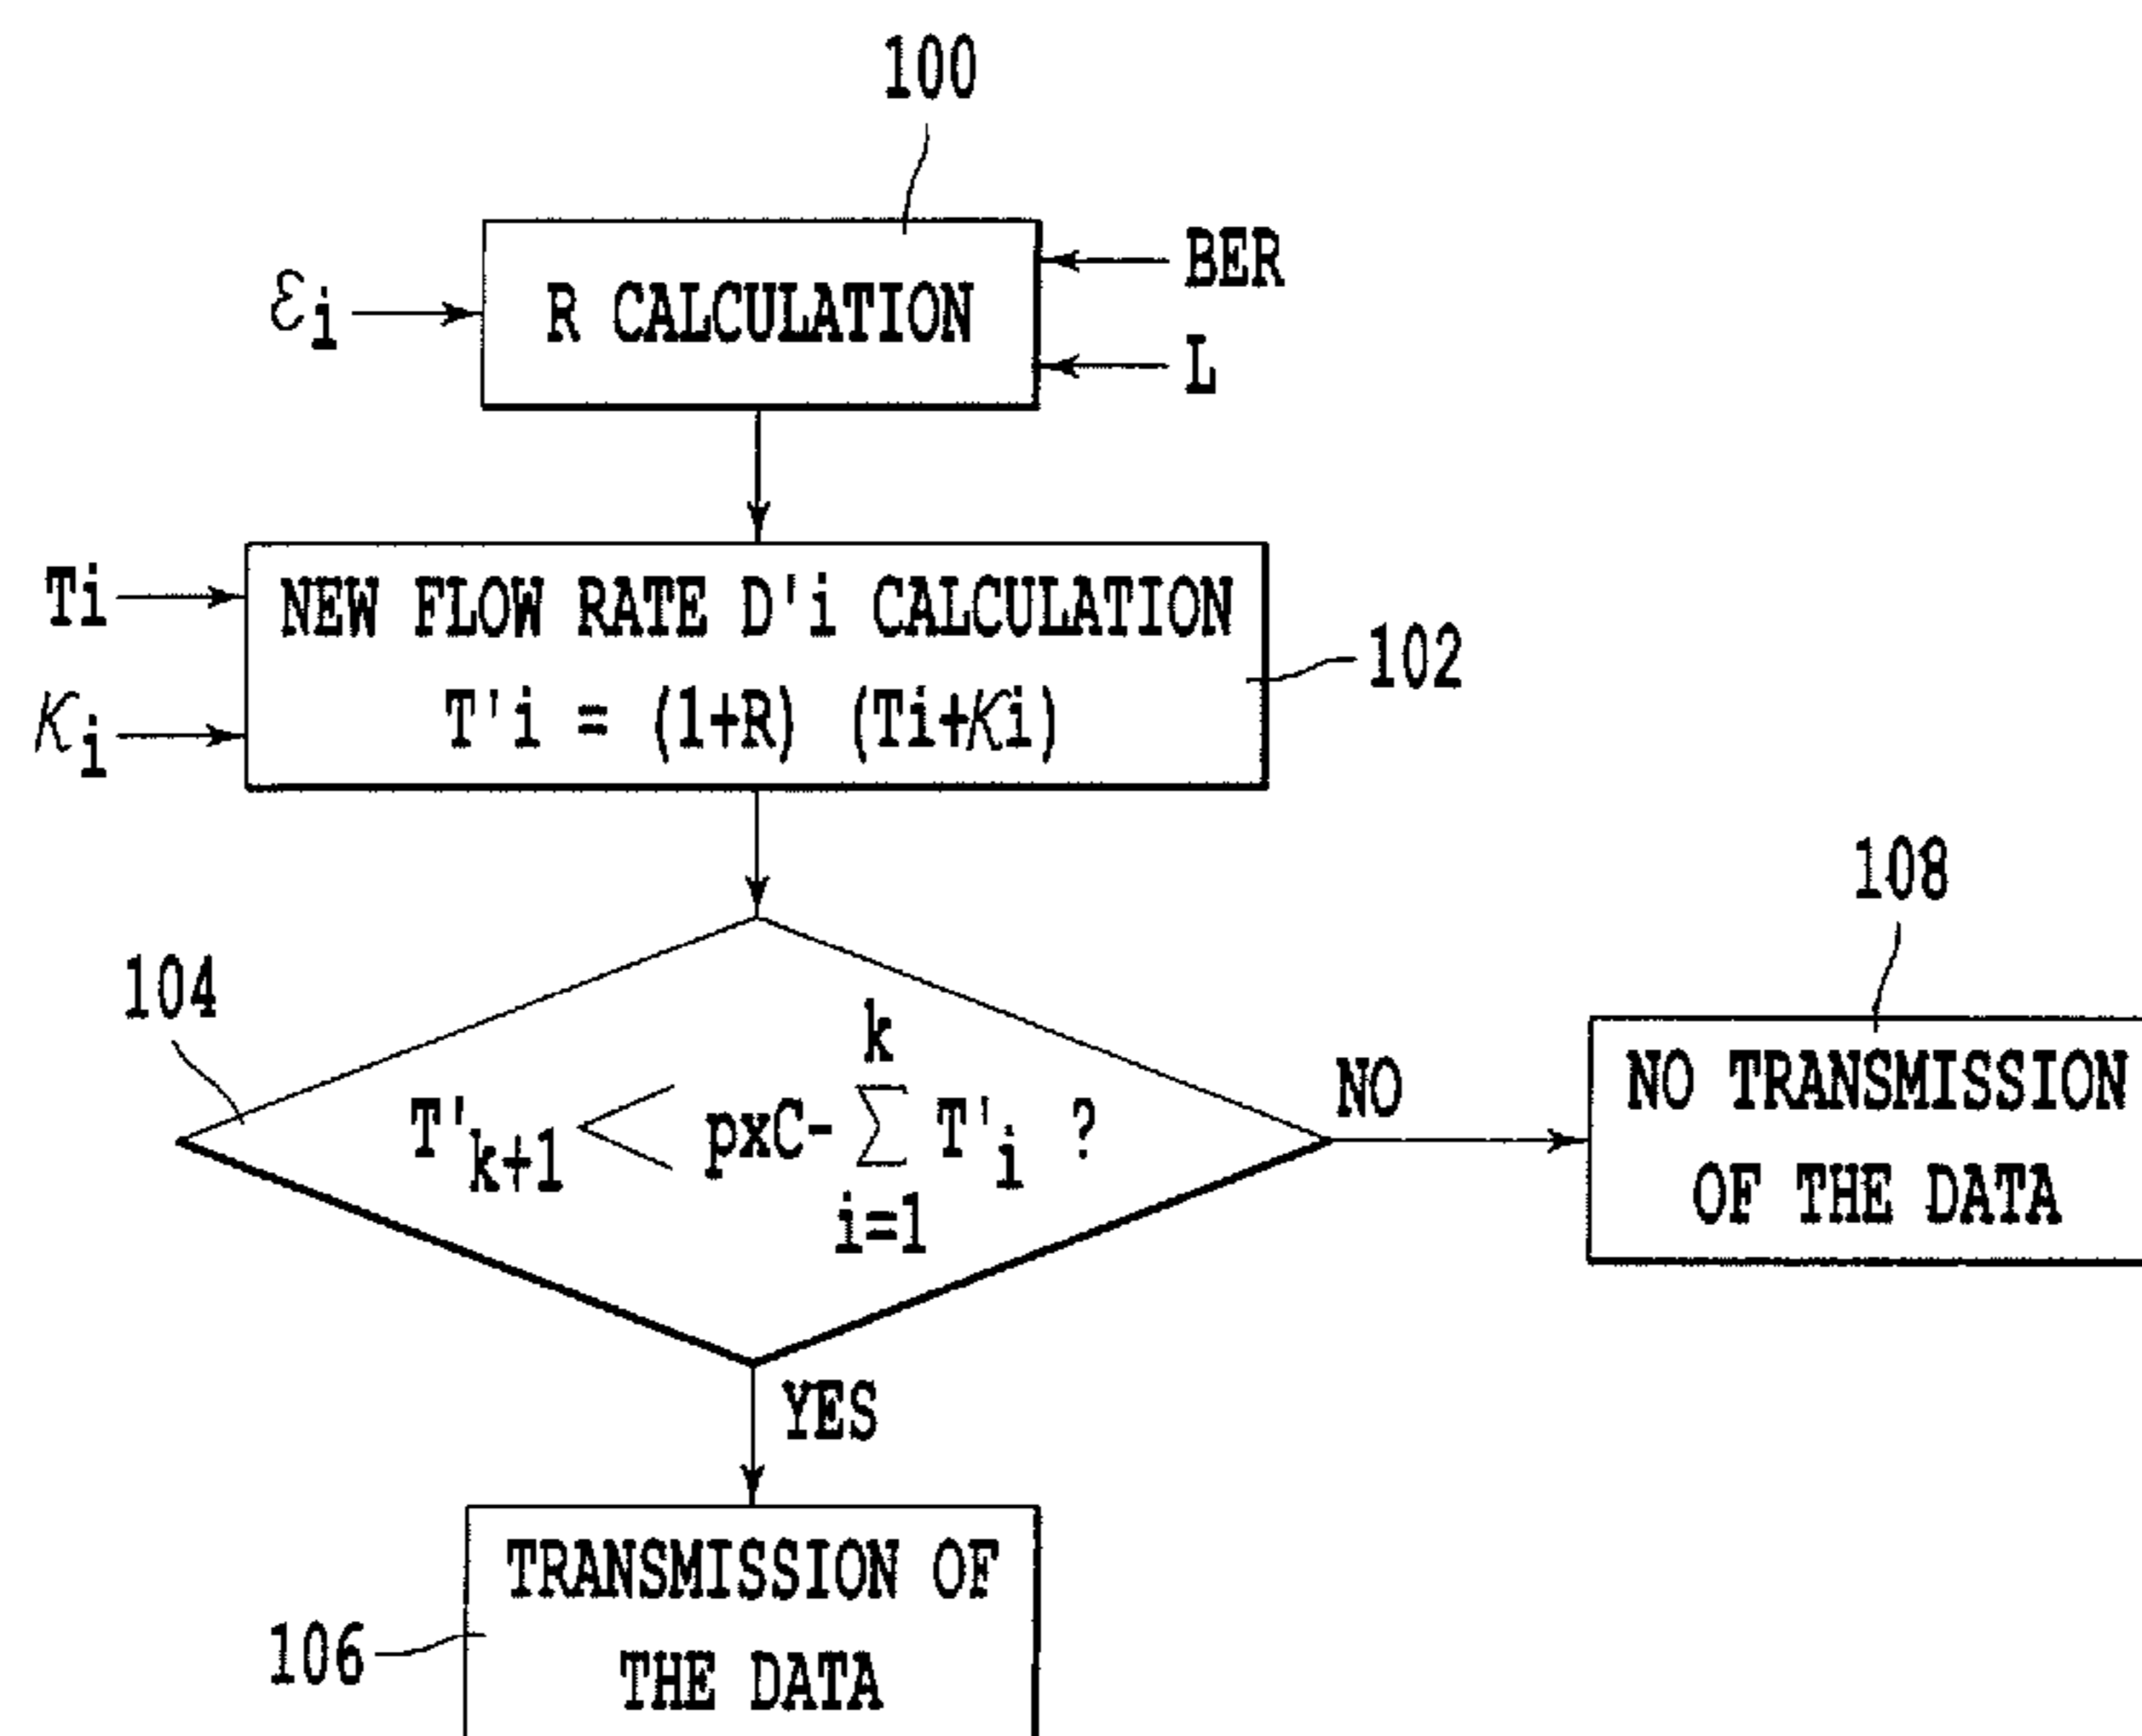 100
εi
R CALCULATION
BER
L
Ti
Ki
NEW FLOW RATE D'i CALCULATION
T'i = (1+R) (Ti+Ki)
102
104
T'k+1 < pxC- k ∑ i=1 T'i ?
NO
108
NO TRANSMISSION
OF THE DATA
YES
106
TRANSMISSION OF
THE DATA